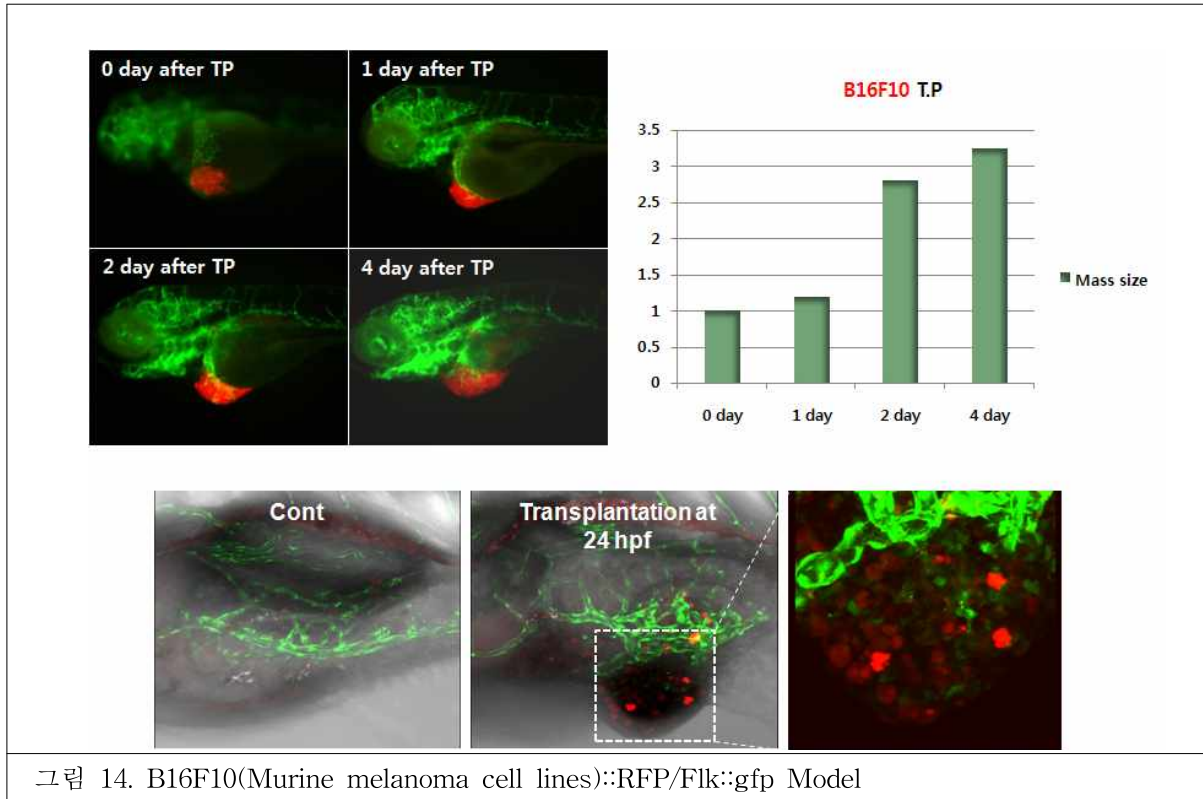 0 day after TP
1 day after TP
2 day after TP
4 day after TP
B16F10 T.P
3.5
3
2.5
2
1.5
1
0.5
0
0 day
1 day
2 day
4 day
Mass size
Cont
Transplantation at
24 hpf
그림 14. B16F10(Murine melanoma cell lines)::RFP/Flk::gfp Model